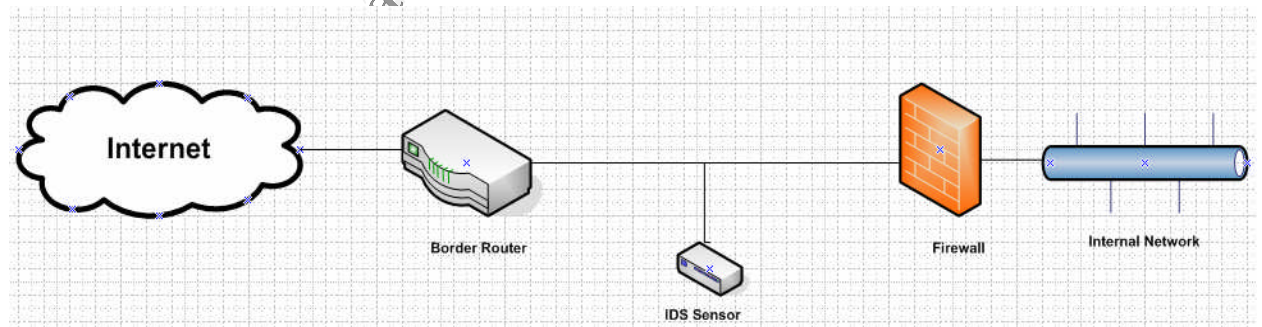 Internet
Border Router
IDS Sensor
Firewall
Internal Network